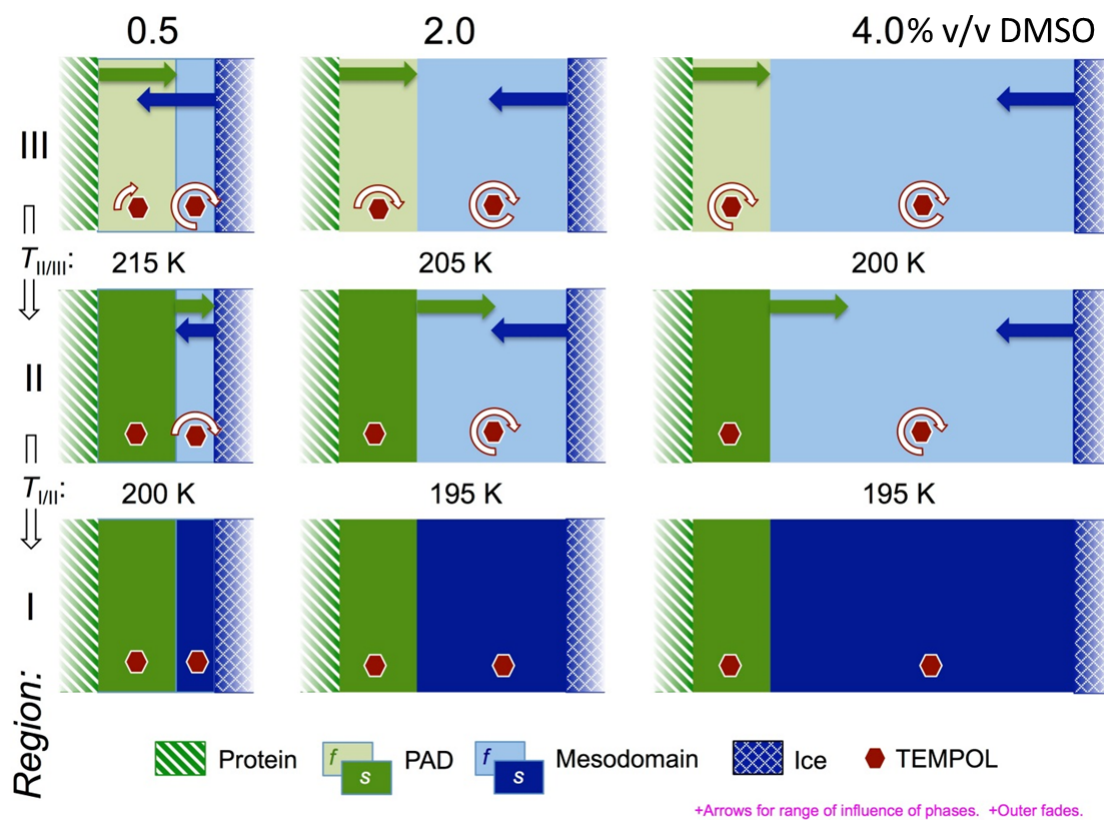 0.5 2.0 4.0% v/v DMSO
III
T_II/III: 215 K 205 K 200 K
II
T_I/II: 200 K 195 K 195 K
I
Region:
Protein f s PAD f s Mesodomain Ice TEMPOL
+Arrows for range of influence of phases. +Outer fades.